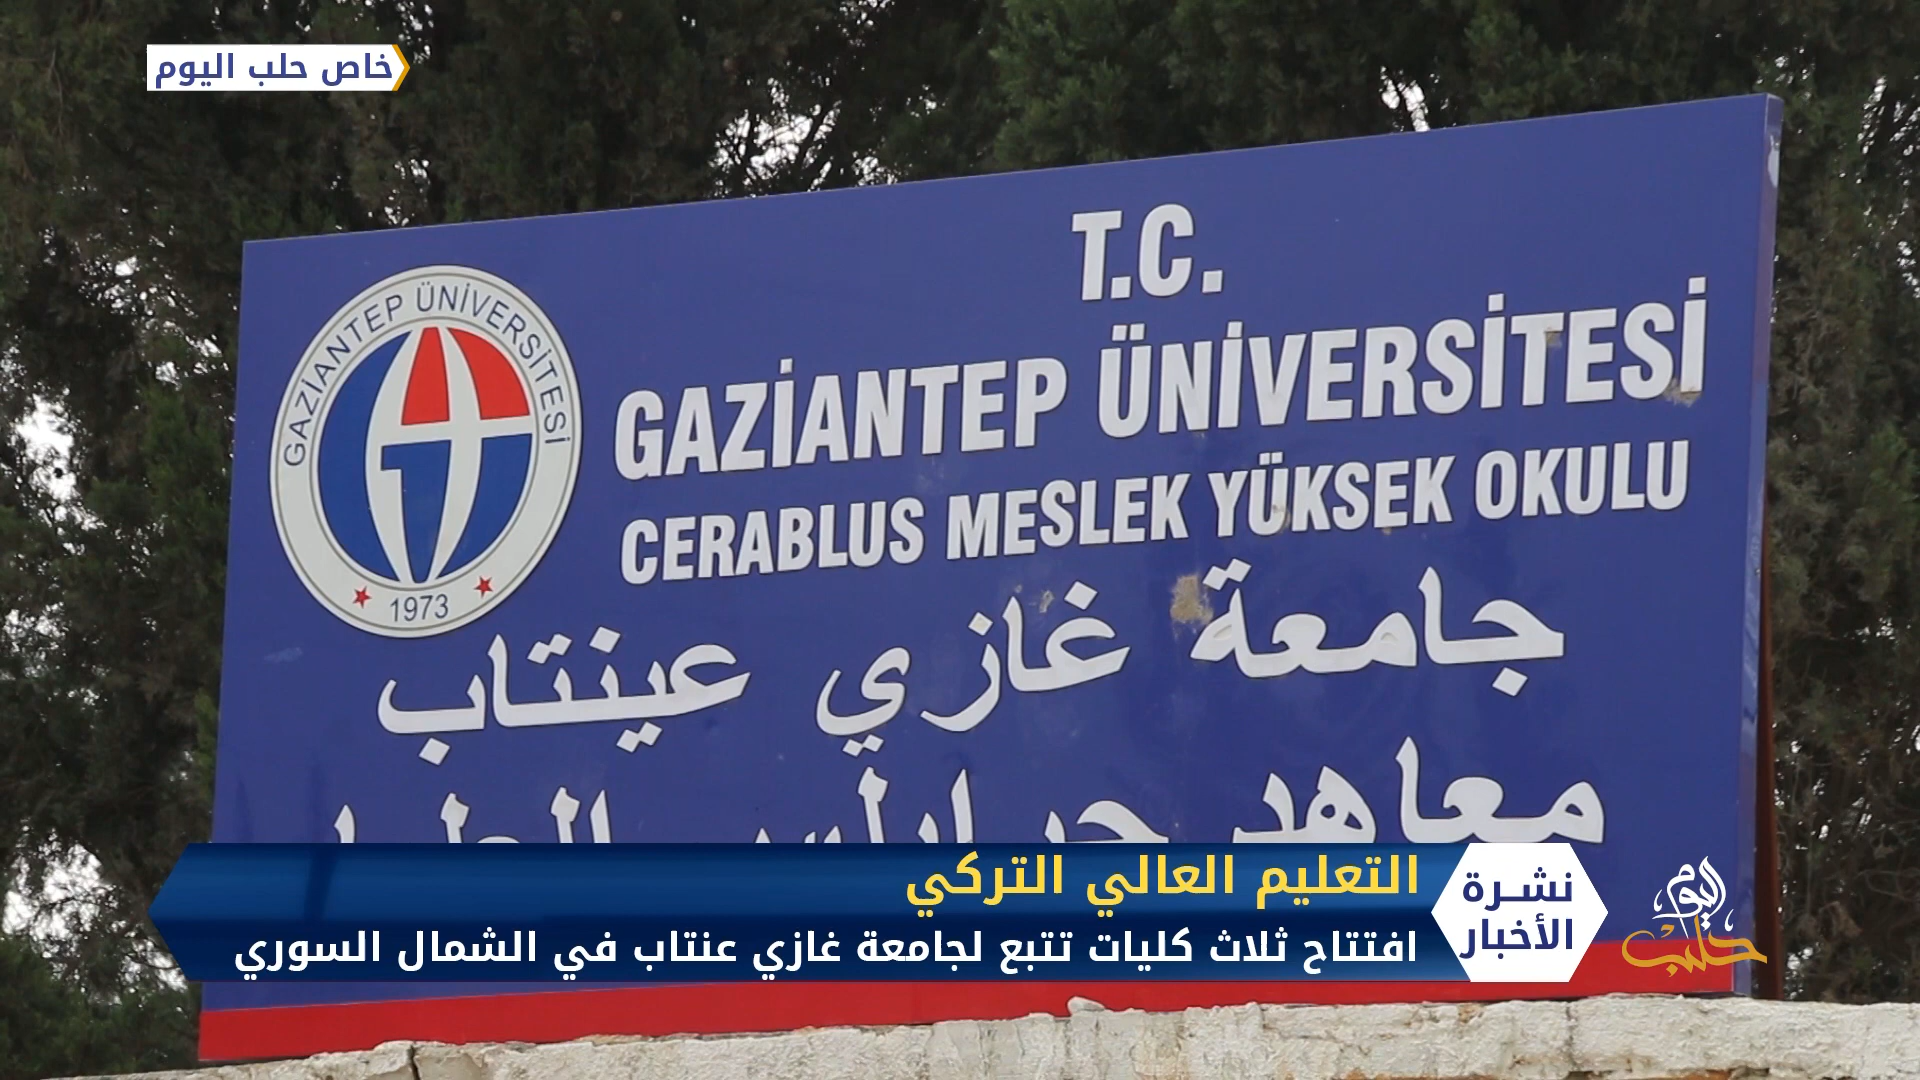 خاص حلب اليوم
GAZİANTEP ÜNİVERSİTESİ
1973
T.C.
GAZİANTEP ÜNİVERSİTESİ
CERABLUS MESLEK YÜKSEK OKULU
جامعة غازي عينتاب
معاهد جرابلس
نشرة
الأخبار
التعليم العالي التركي
افتتاح ثلاث كليات تتبع لجامعة غازي عنتاب في الشمال السوري
حلب اليوم